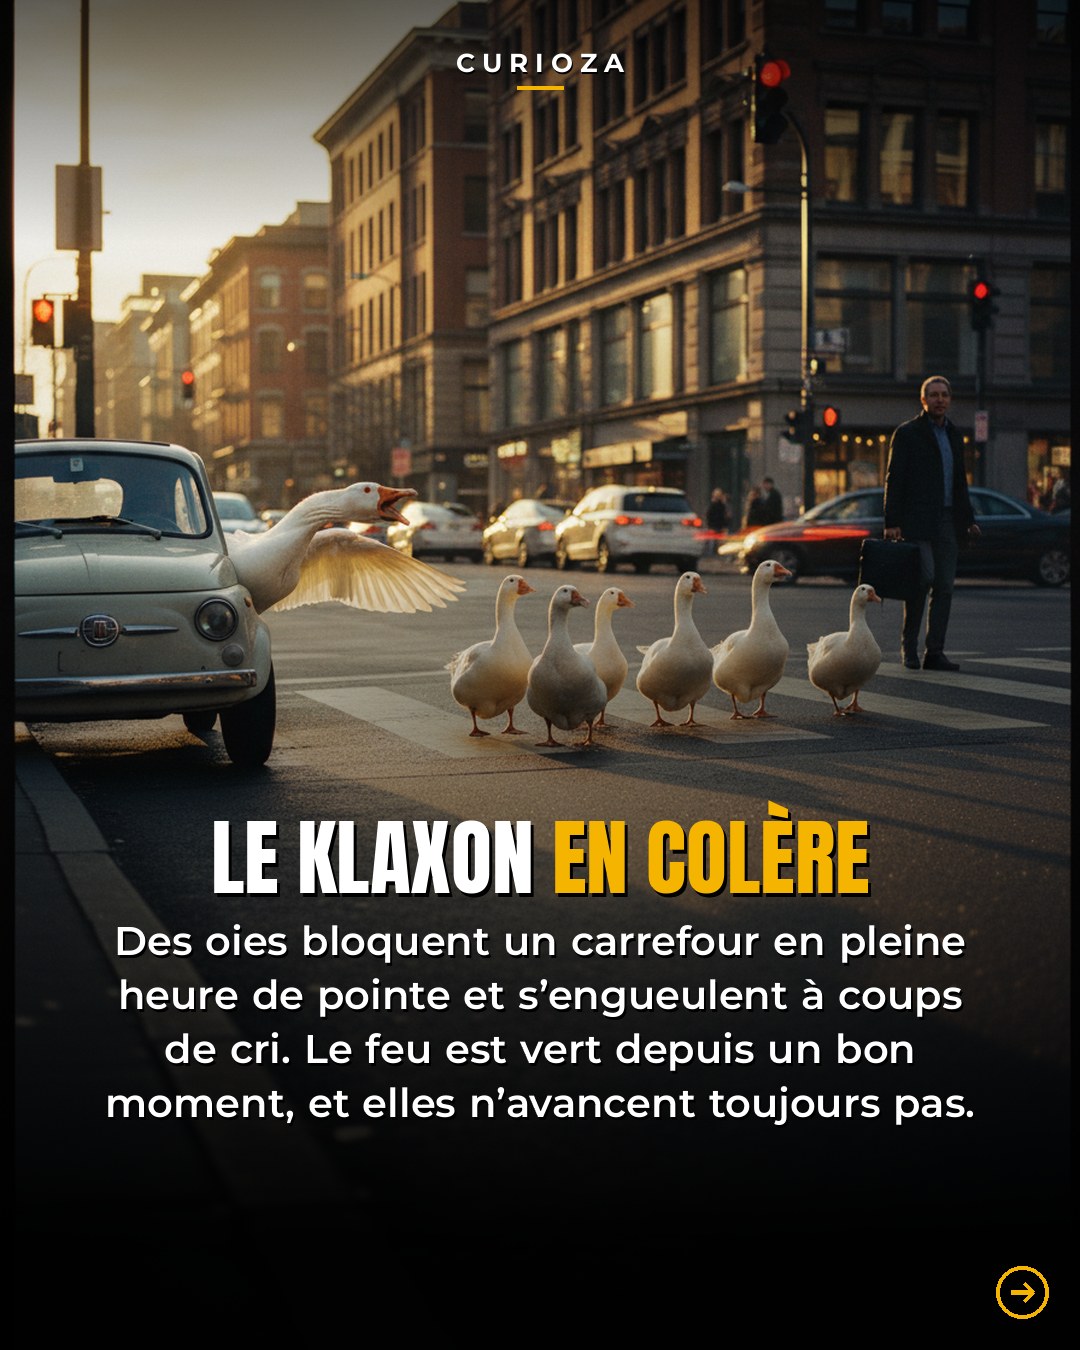 CURIOZA
LE KLAXON EN COLÈRE
Des oies bloquent un carrefour en pleine
heure de pointe et s’engueulent à coups
de cri. Le feu est vert depuis un bon
moment, et elles n’avancent toujours pas.